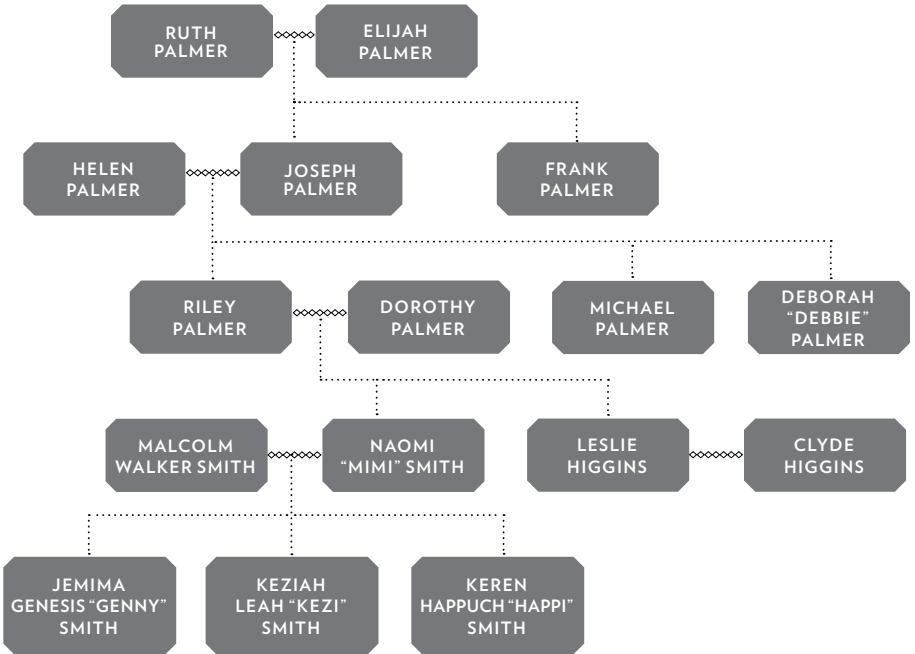 RUTH
PALMER
ELIJAH
PALMER
HELEN
PALMER
JOSEPH
PALMER
FRANK
PALMER
RILEY
PALMER
DOROTHY
PALMER
MICHAEL
PALMER
DEBORAH
“DEBBIE”
PALMER
MALCOLM
WALKER SMITH
NAOMI
“MIMI” SMITH
LESLIE
HIGGINS
CLYDE
HIGGINS
JEMIMA
GENESIS “GENNY”
SMITH
KEZIAH
LEAH “KEZI”
SMITH
KEREN
HAPPUCH “HAPPI”
SMITH